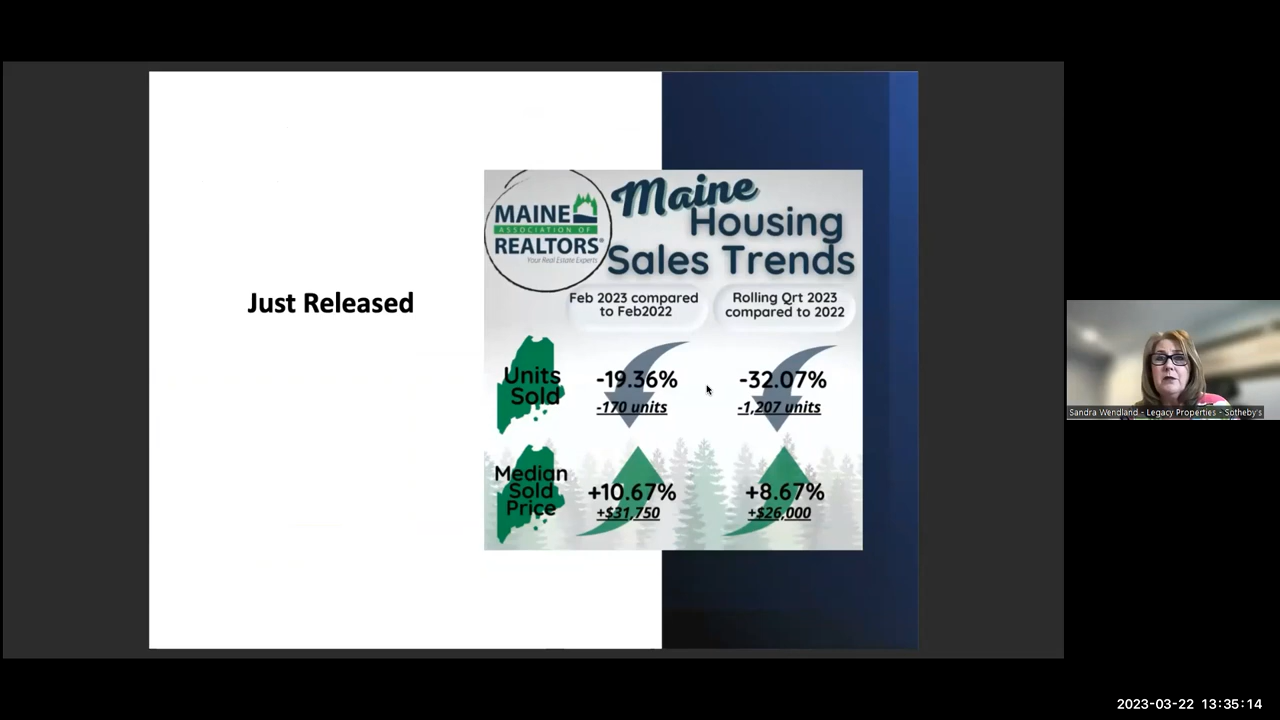 Just Released
MAINE
ASSOCIATION OF
REALTORS®
Your Real Estate Experts
Maine
Housing
Sales Trends
Feb 2023 compared
to Feb2022
Rolling Qrt 2023
compared to 2022
Units
Sold
-19.36%
-170 units
-32.07%
-1,207 units
Median
Sold
Price
+10.67%
+$31,750
+8.67%
+$26,000
Sandra Wendland - Legacy Properties - Sotheby's
2023-03-22 13:35:14